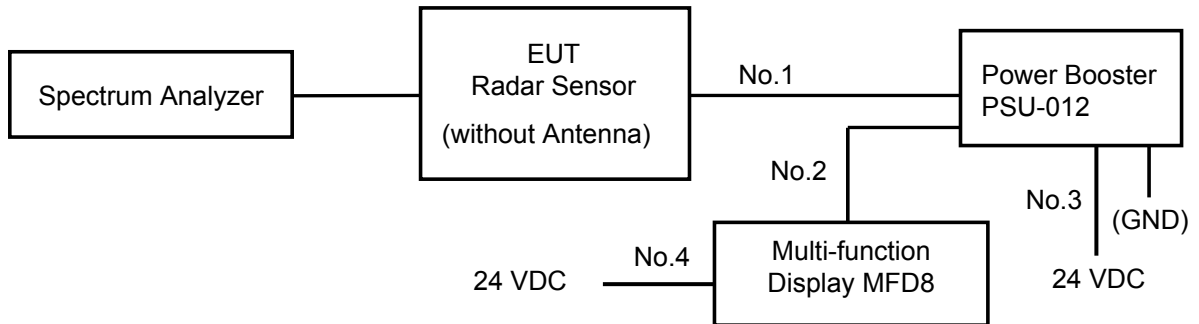 Spectrum Analyzer
EUT
Radar Sensor
(without Antenna)
No.1
Power Booster
PSU-012
No.2
No.3
(GND)
24 VDC
No.4
Multi-function
Display MFD8
24 VDC